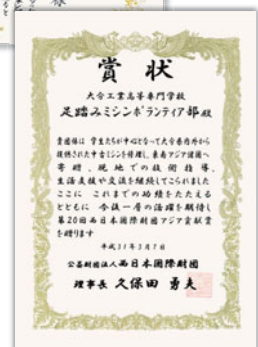 賞状
大分工業高等専門学校
足踏みミシンボランティア部殿
貴団体は 学生たちが中心となって大分県内外から
提供された中古ミシンを修理し、東南アジア諸国へ
寄贈、現地での技術指導、
生活支援や交流を継続してこられました
ここに これまでの功績をたたえる
とともに 今後一層の活躍を期待し
第20回西日本国際財団アジア貢献賞
を贈ります
平成31年3月7日
公益財団法人西日本国際財団
理事長 久保田 勇夫